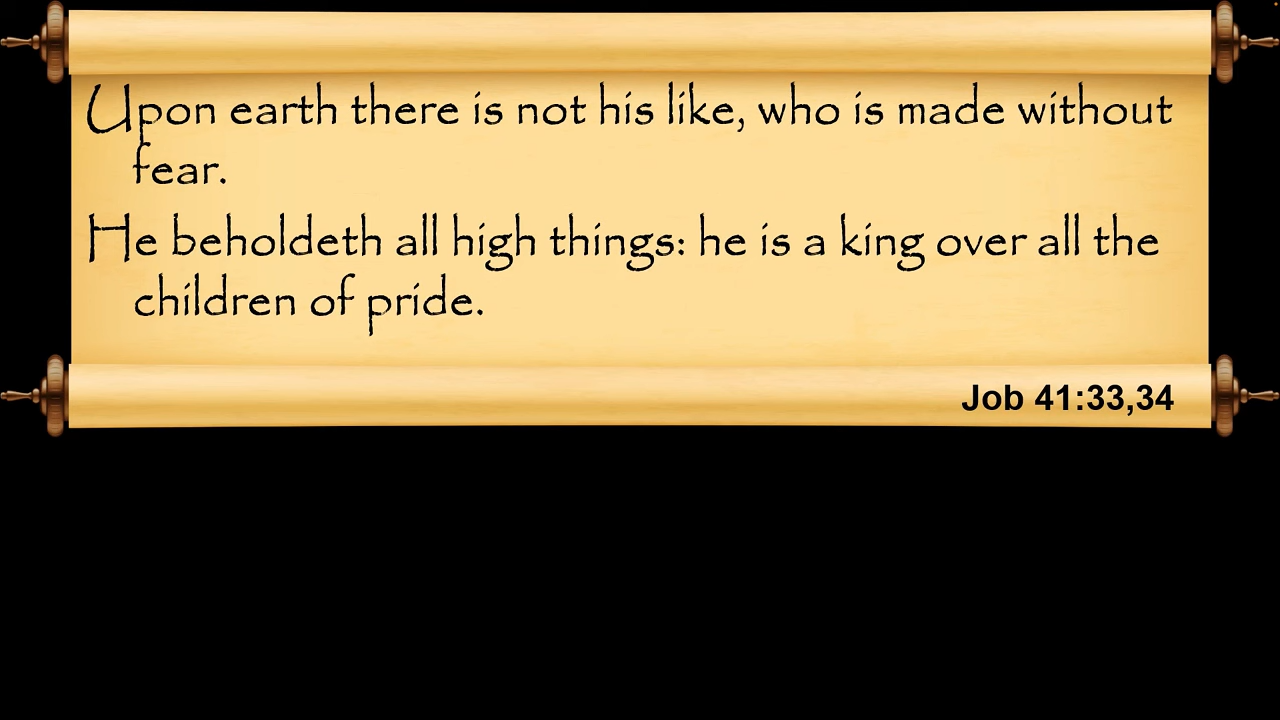 Upon earth there is not his like, who is made without
fear.
He beholdeth all high things: he is a king over all the
children of pride.
Job 41:33,34